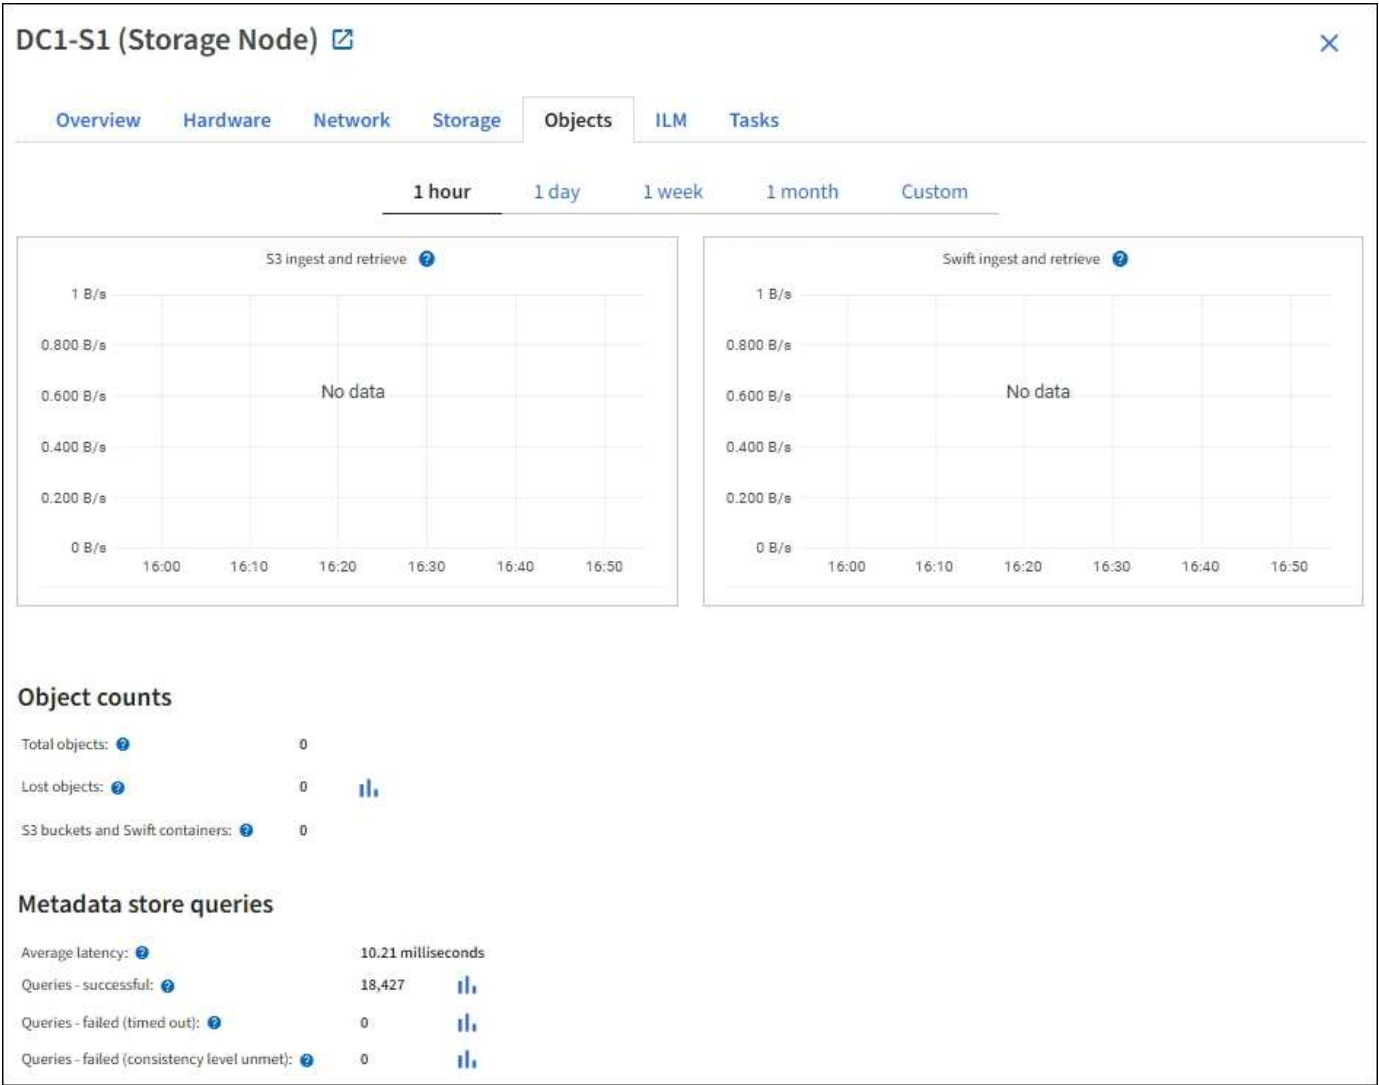 DC1-S1 (Storage Node)
Overview Hardware Network Storage Objects ILM Tasks
1 hour 1 day 1 week 1 month Custom
S3 ingest and retrieve
1 B/s
0.800 B/s
0.600 B/s
0.400 B/s
0.200 B/s
0 B/s
No data
16:00 16:10 16:20 16:30 16:40 16:50
Swift ingest and retrieve
1 B/s
0.800 B/s
0.600 B/s
0.400 B/s
0.200 B/s
0 B/s
No data
16:00 16:10 16:20 16:30 16:40 16:50
Object counts
Total objects: ? 0
Lost objects: ? 0
S3 buckets and Swift containers: ? 0
Metadata store queries
Average latency: ? 10.21 milliseconds
Queries - successful: ? 18,427
Queries - failed (timed out): ? 0
Queries - failed (consistency level unmet): ? 0